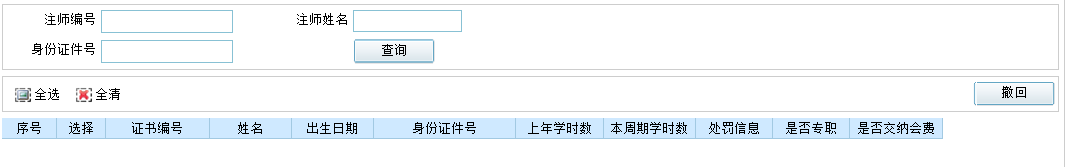 注师编号 注师姓名
身份证件号 查询
全选 全清 撤回
序号 选择 证书编号 姓名 出生日期 身份证件号 上年学时数 本周期学时数 处罚信息 是否专职 是否交纳会费